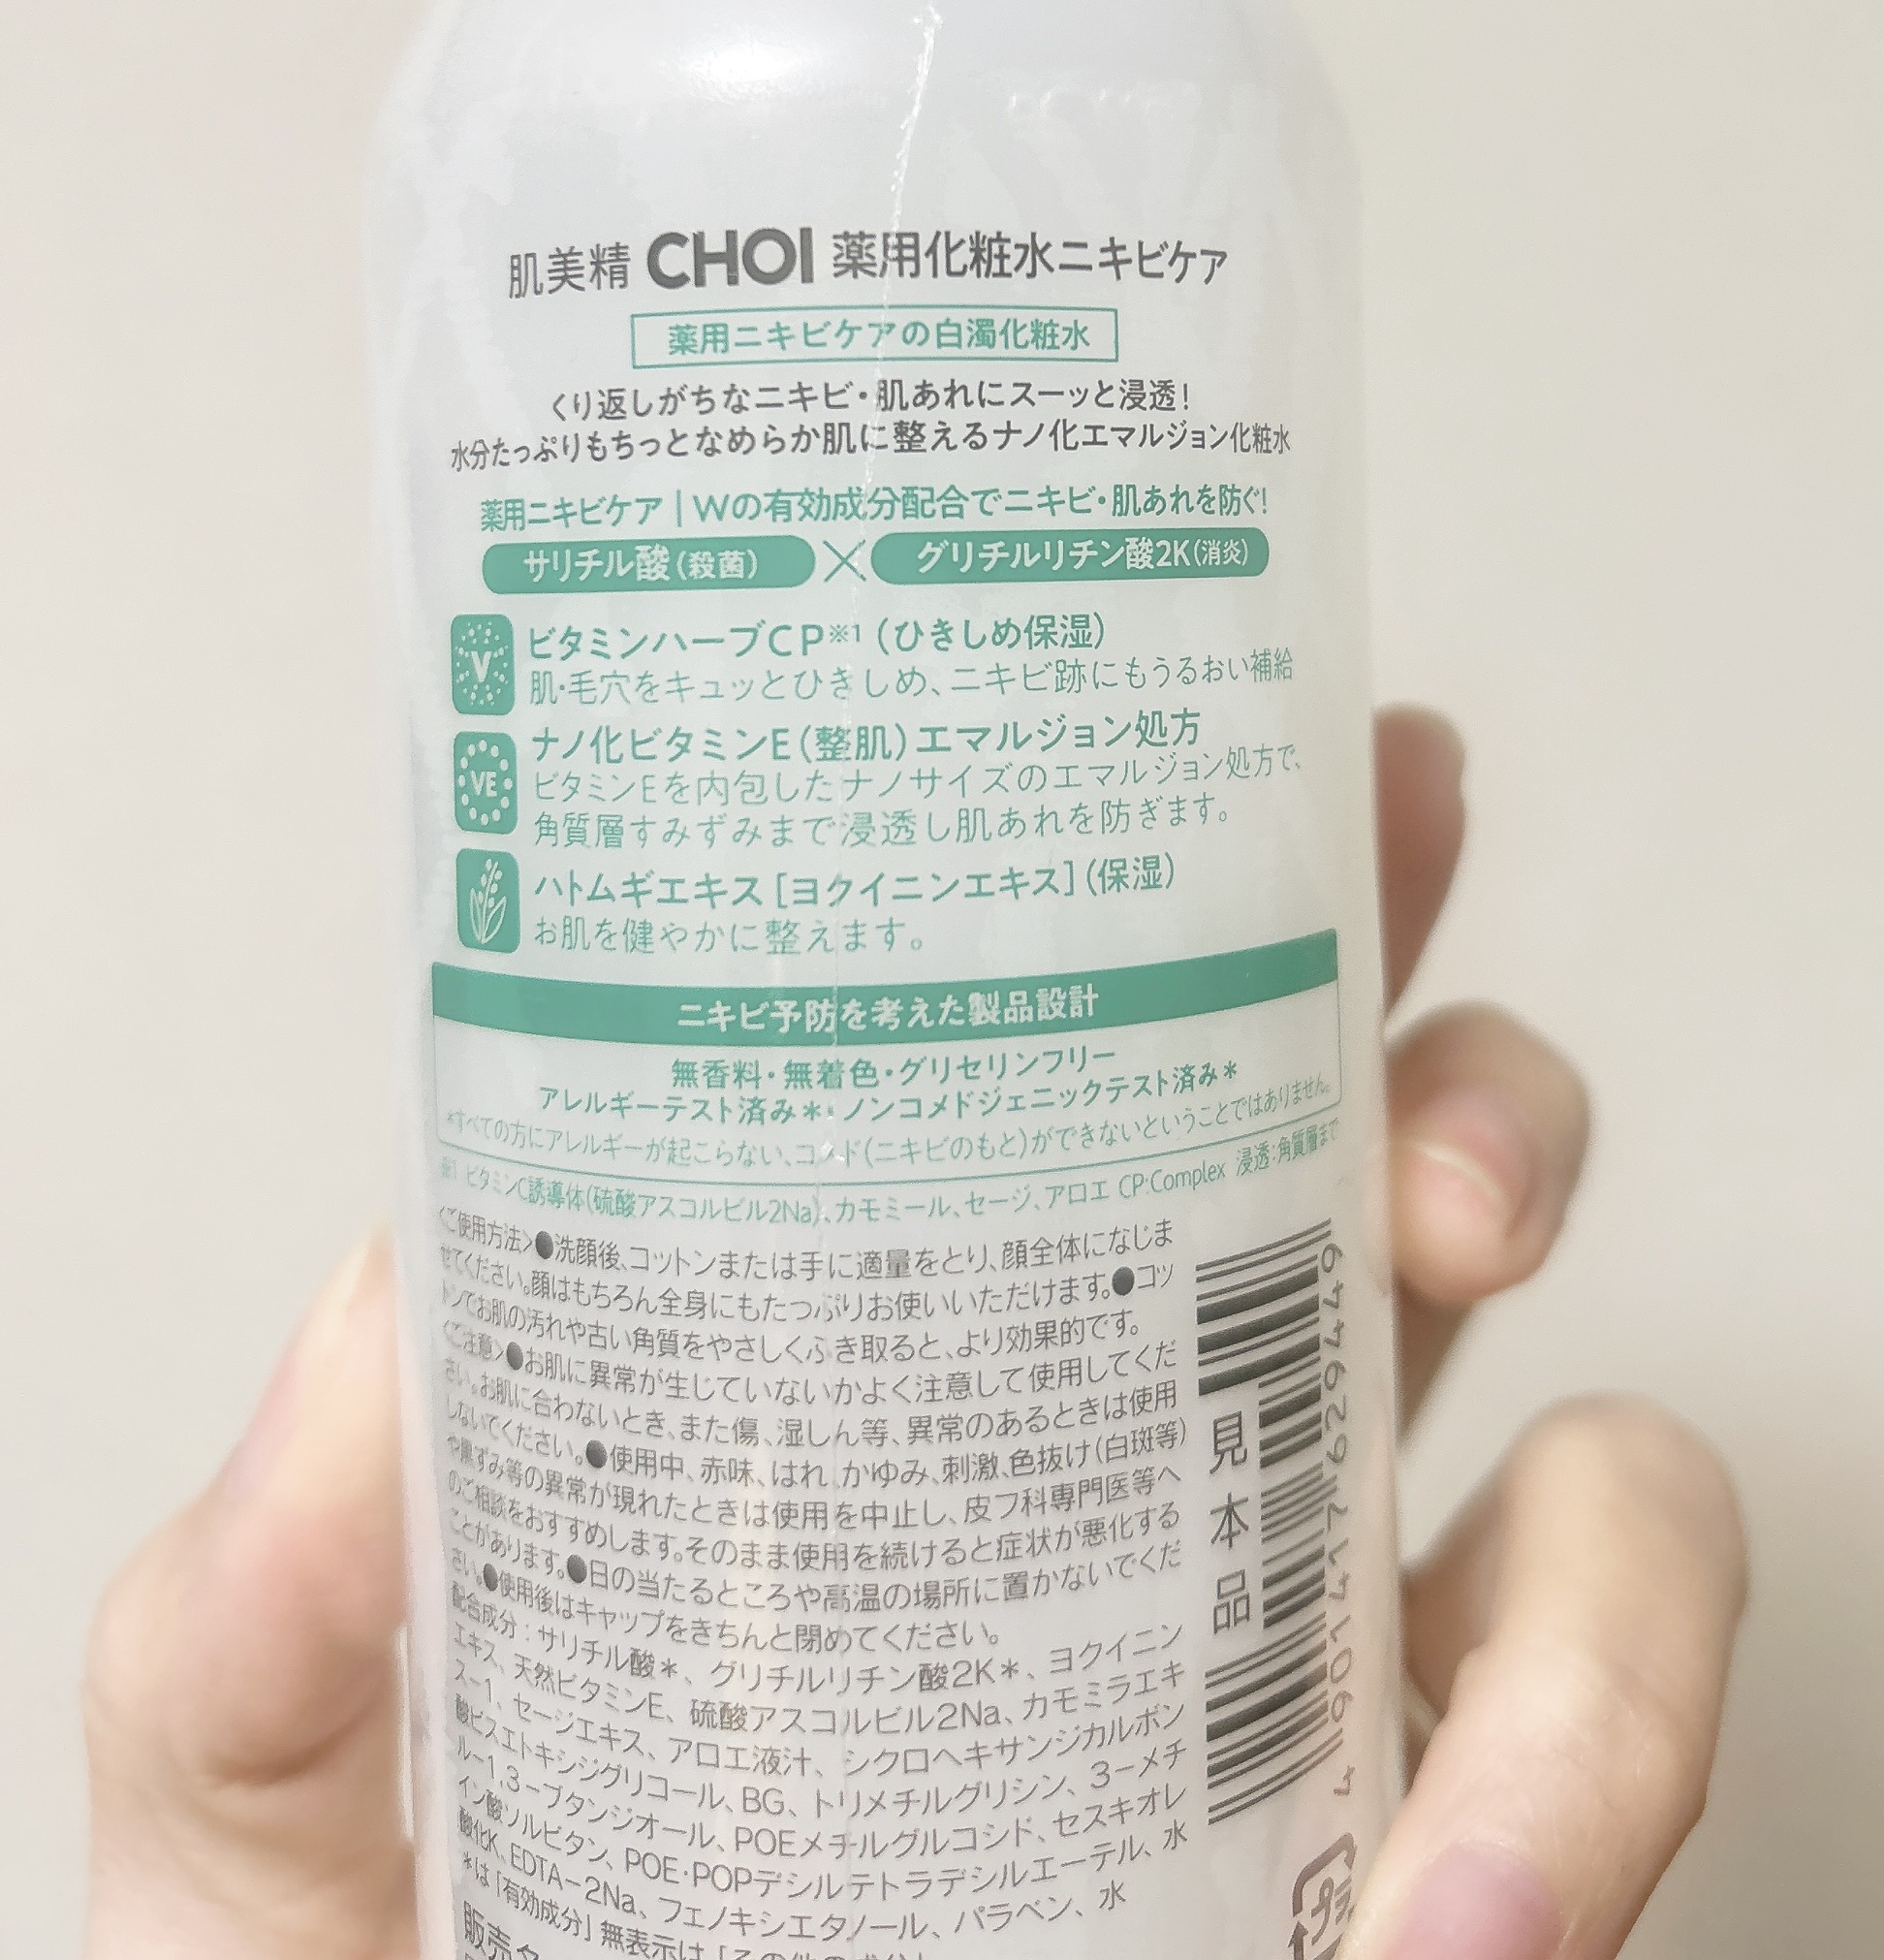 肌美精 CHOI 薬用化粧水ニキビケア
薬用ニキビケアの白濁化粧水
くり返しがちなニキビ・肌あれにスーッと浸透！
水分たっぷりもちっとなめらか肌に整えるナノ化エマルジョン化粧水
薬用ニキビケア｜Wの有効成分配合でニキビ・肌あれを防ぐ！
サリチル酸（殺菌）×グリチルリチン酸2K（消炎）
V
ビタミンハーブCP※1（ひきしめ保湿）
肌・毛穴をキュッとひきしめ、ニキビ跡にもうるおい補給
VE
ナノ化ビタミンE（整肌）エマルジョン処方
ビタミンEを内包したナノサイズのエマルジョン処方で、
角質層すみずみまで浸透し肌あれを防ぎます。
ハトムギエキス［ヨクイニンエキス］（保湿）
お肌を健やかに整えます。
ニキビ予防を考えた製品設計
無香料・無着色・グリセリンフリー
アレルギーテスト済み＊・ノンコメドジェニックテスト済み＊
＊すべての方にアレルギーが起こらない、コメド（ニキビのもと）ができないということではありません。
※1 ビタミンC誘導体（硫酸アスコルビル2Na）、カモミール、セージ、アロエ CP:Complex 浸透：角質層まで
〈ご使用方法〉●洗顔後、コットンまたは手に適量をとり、顔全体になじま
せてください。顔はもちろん全身にもたっぷりお使いいただけます。●コッ
トンでお肌の汚れや古い角質をやさしくふき取ると、より効果的です。
〈ご注意〉●お肌に異常が生じていないかよく注意して使用してくだ
さい。お肌に合わないとき、また傷、湿しん等、異常のあるときは使用
しないでください。●使用中、赤味、はれ、かゆみ、刺激、色抜け（白斑等）
や黒ずみ等の異常が現れたときは使用を中止し、皮フ科専門医等へ
のご相談をおすすめします。そのまま使用を続けると症状が悪化する
ことがあります。●日の当たるところや高温の場所に置かないでくだ
さい。●使用後はキャップをきちんと閉めてください。
配合成分：サリチル酸＊、グリチルリチン酸2K＊、ヨクイニン
エキス、天然ビタミンE、硫酸アスコルビル2Na、カモミラエキ
ス-1、セージエキス、アロエ液汁、シクロヘキサンジカルボン
酸ビスエトキシジグリコール、BG、トリメチルグリシン、3-メチ
ル-1,3-ブタンジオール、POEメチルグルコシド、セスキオレ
イン酸ソルビタン、POE・POPデシルテトラデシルエーテル、水
酸化K、EDTA-2Na、フェノキシエタノール、パラベン、水
＊は「有効成分」無表示は「その他の成分」
販売名
見本品
4 901417 629449
プ